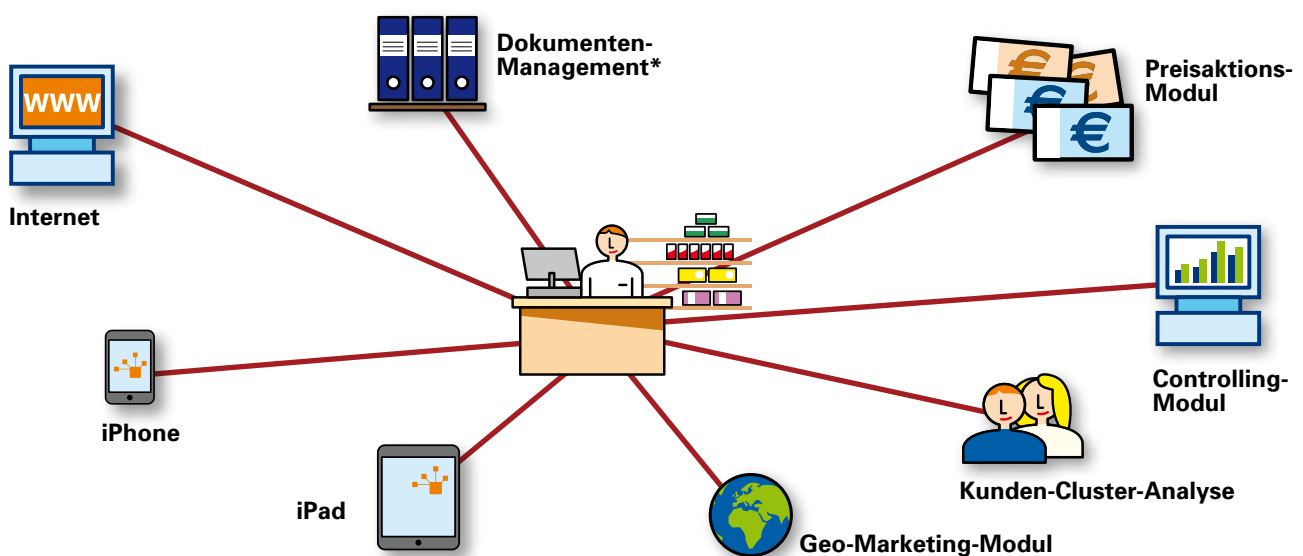 Dokumenten-
Management*
Preisaktions-
Modul
www
Internet
€
€
€
€
Controlling-
Modul
iPhone
iPad
Kunden-Cluster-Analyse
Geo-Marketing-Modul